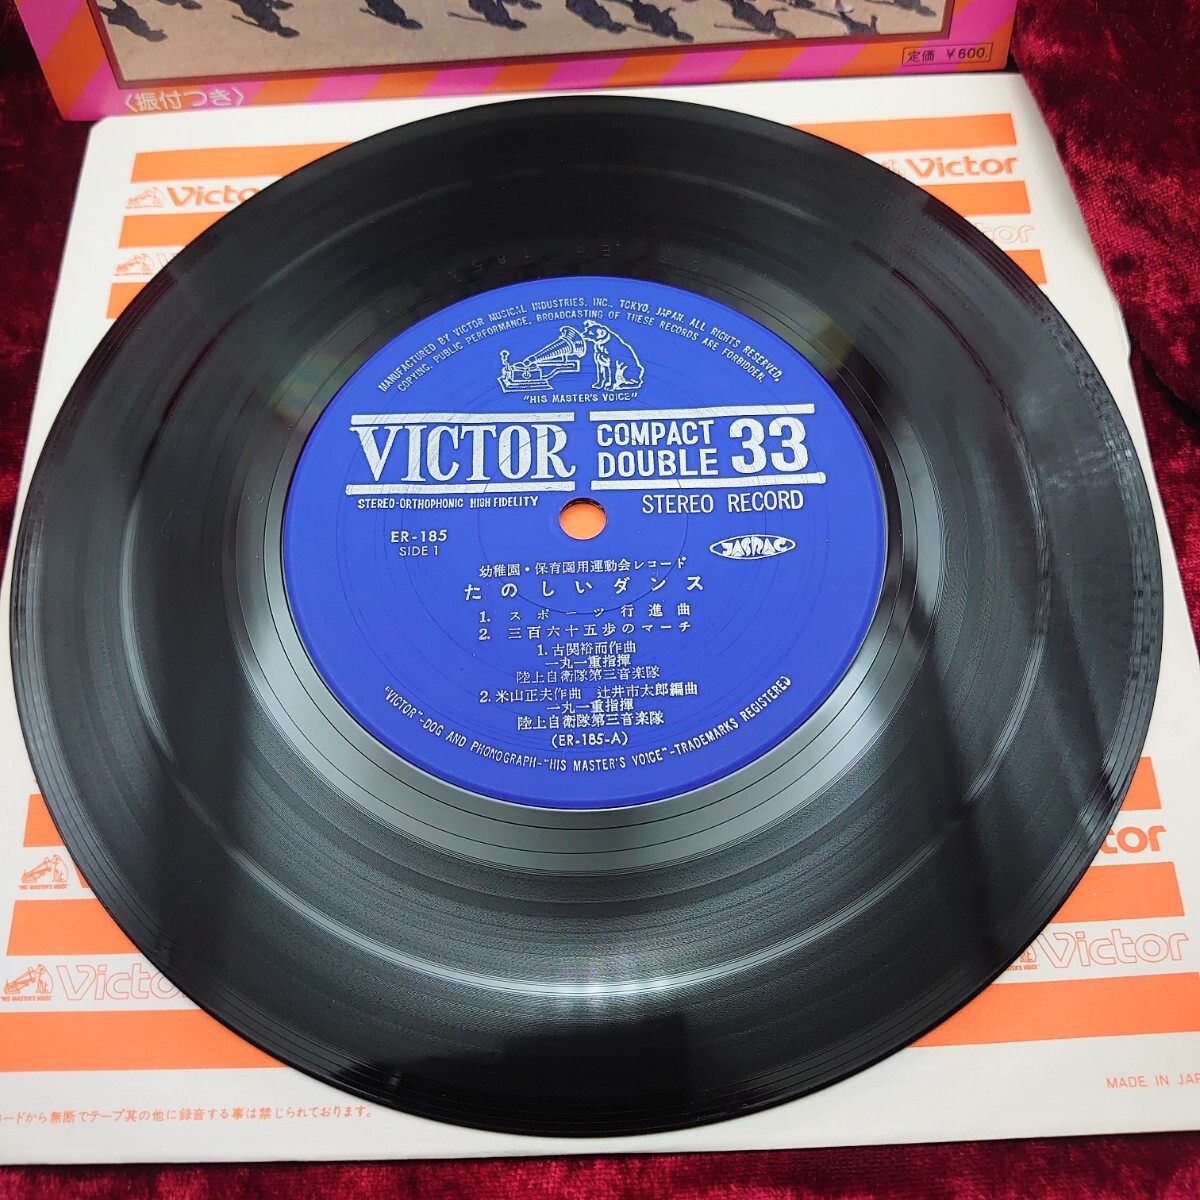 定価 ¥600.
〈振付つき〉
Victor
Victor
MANUFACTURED BY VICTOR MUSICAL INDUSTRIES, INC., TOKYO, JAPAN. ALL RIGHTS RESERVED.
COPYING, PUBLIC PERFORMANCE, BROADCASTING OF THESE RECORDS ARE FORBIDDEN.
"HIS MASTER'S VOICE"
VICTOR
COMPACT
DOUBLE 33
STEREO-ORTHOPHONIC HIGH FIDELITY
STEREO RECORD
ER-185
SIDE 1
JASRAC
幼稚園・保育園用運動会レコード
たのしいダンス
1. スポーツ行進曲
2. 三百六十五歩のマーチ
1. 古関裕而作曲
一丸一重指揮
陸上自衛隊第三音楽隊
2. 米山正夫作曲 辻井市太郎編曲
一丸一重指揮
陸上自衛隊第三音楽隊
(ER-185-A)
"VICTOR"-DOG AND PHONOGRAPH-"HIS MASTER'S VOICE"-TRADEMARKS REGISTERED
"HIS MASTER'S VOICE"
ctor
"HIS MASTER'S VOICE"
Victor
Victor
MADE IN JAP
ードから無断でテープ其の他に録音する事は禁じられております。